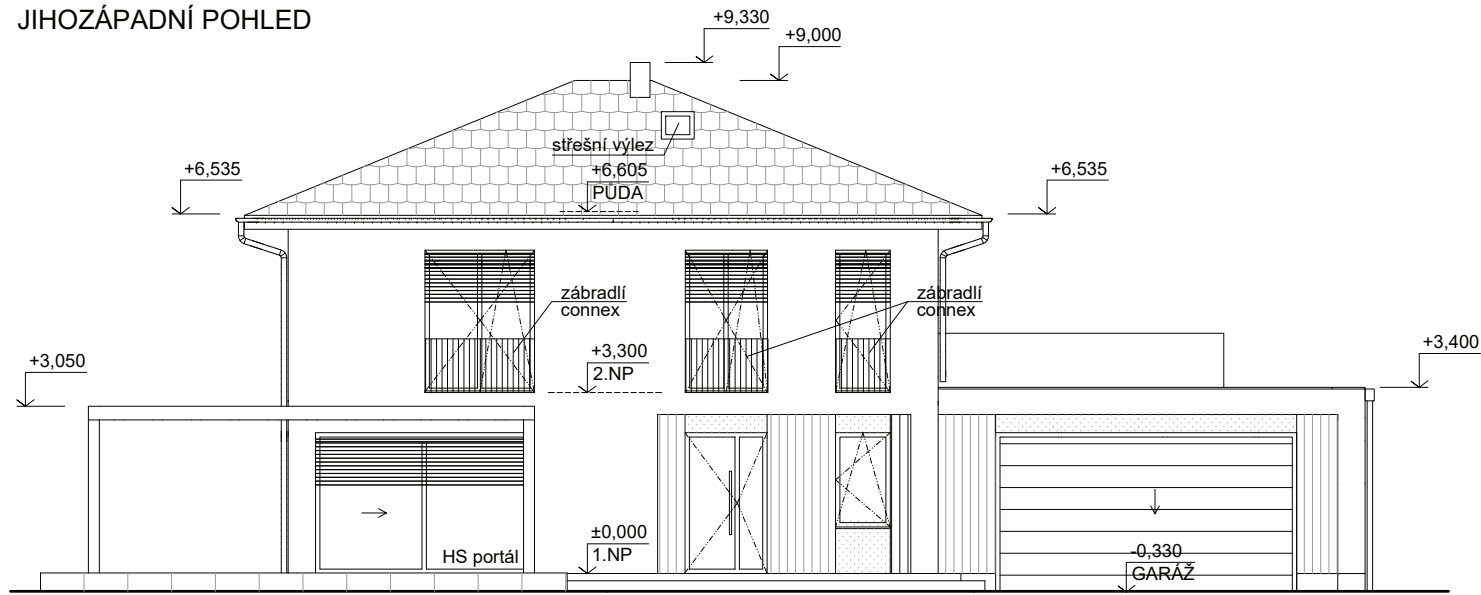 JIHOZÁPADNÍ POHLED
+9,330
+9,000
střešní výlez
+6,535
+6,605
PŮDA
+6,535
zábradlí
connex
zábradlí
connex
+3,050
+3,300
2.NP
+3,400
±0,000
1.NP
HS portál
-0,330
GARÁŽ